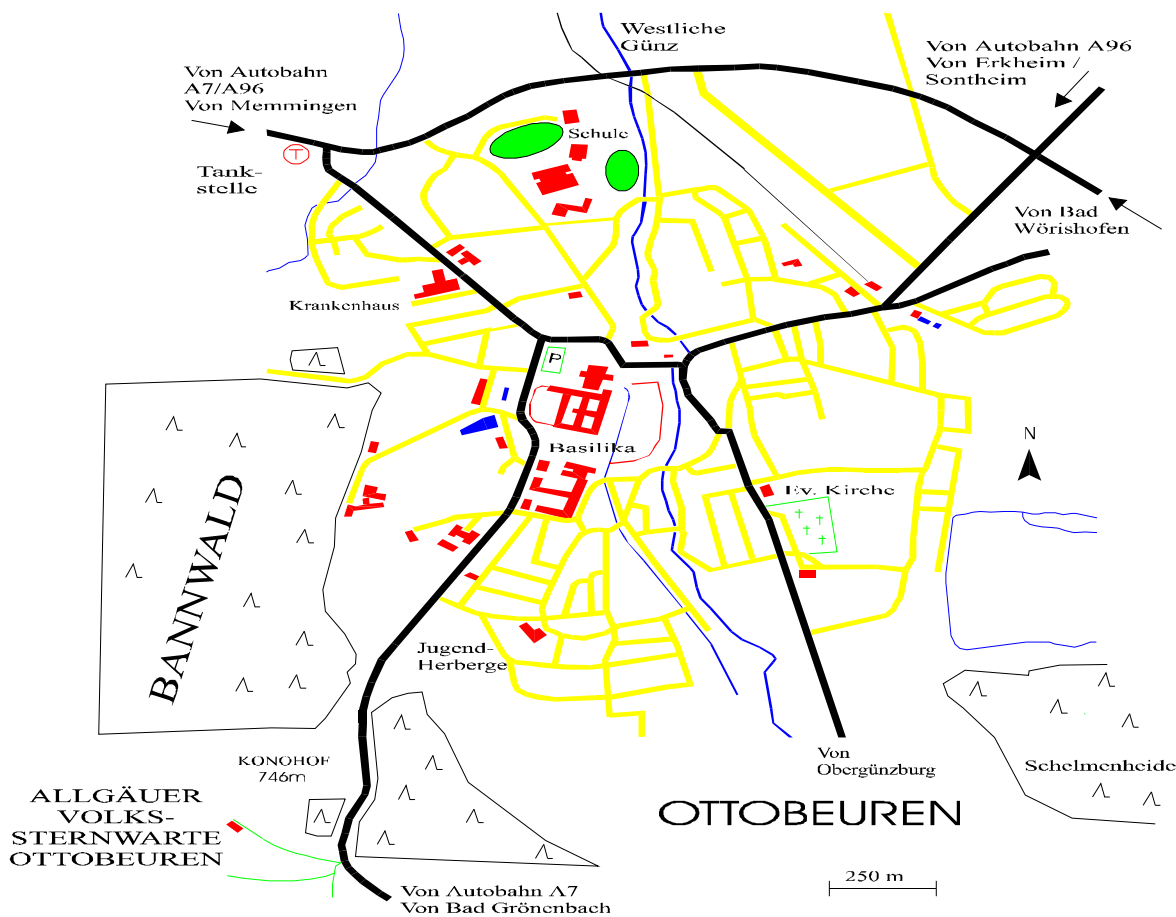 Westliche
Günz
Von Autobahn A96
Von Erkheim /
Sontheim
Von Autobahn
A7/A96
Von Memmingen
T
Tank-
stelle
Schule
Von Bad
Wörishofen
Krankenhaus
P
Basilika
N
Ev. Kirche
BANNWALD
Jugend-
Herberge
KONOHOF
746m
Von
Obergünzburg
Schelmenheide
ALLGÄUER
VOLKS-
STERNWARTE
OTTOBEUREN
OTTOBEUREN
250 m
Von Autobahn A7
Von Bad Grönenbach